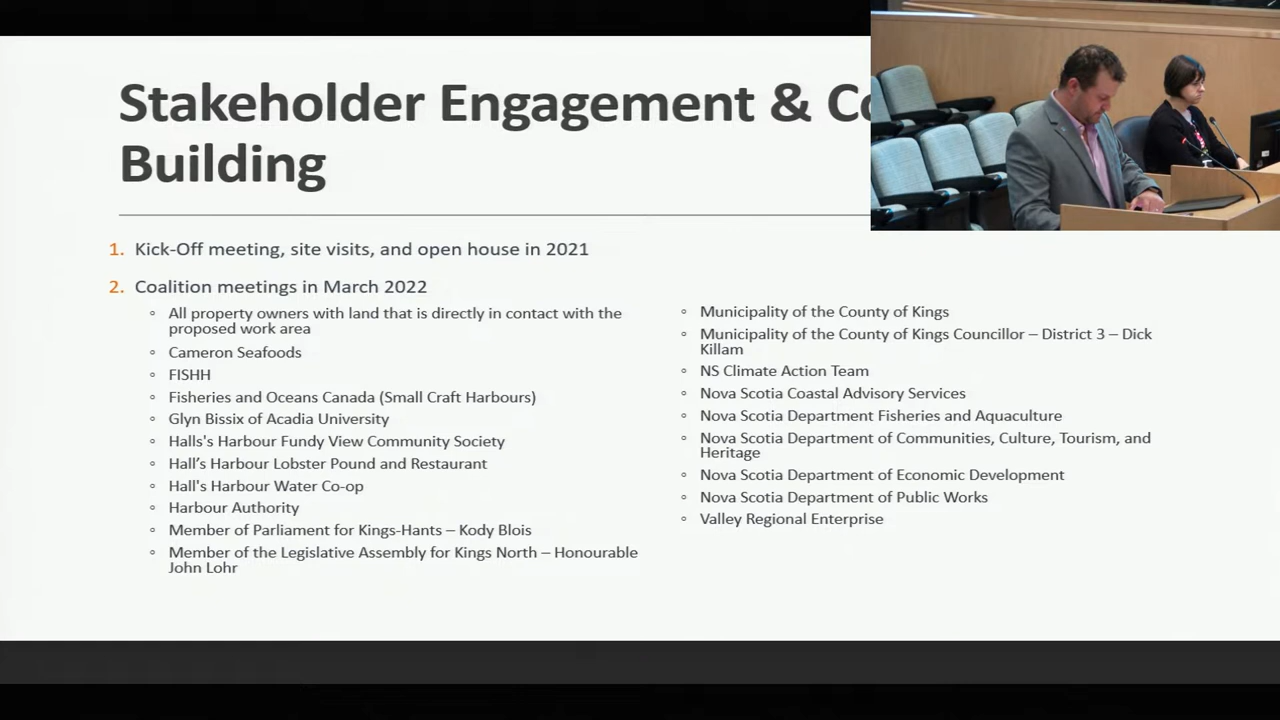 Stakeholder Engagement &
Building
1. Kick-Off meeting, site visits, and open house in 2021
2. Coalition meetings in March 2022
◦ All property owners with land that is directly in contact with the
proposed work area
◦ Cameron Seafoods
◦ FISHH
◦ Fisheries and Oceans Canada (Small Craft Harbours)
◦ Glyn Bissix of Acadia University
◦ Halls's Harbour Fundy View Community Society
◦ Hall’s Harbour Lobster Pound and Restaurant
◦ Hall's Harbour Water Co-op
◦ Harbour Authority
◦ Member of Parliament for Kings-Hants – Kody Blois
◦ Member of the Legislative Assembly for Kings North – Honourable
John Lohr
◦ Municipality of the County of Kings
◦ Municipality of the County of Kings Councillor – District 3 – Dick
Killam
◦ NS Climate Action Team
◦ Nova Scotia Coastal Advisory Services
◦ Nova Scotia Department Fisheries and Aquaculture
◦ Nova Scotia Department of Communities, Culture, Tourism, and
Heritage
◦ Nova Scotia Department of Economic Development
◦ Nova Scotia Department of Public Works
◦ Valley Regional Enterprise